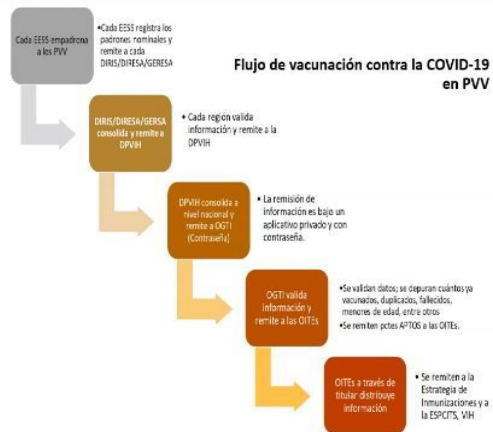 Flujo de vacunación contra la COVID-19
en PVV
Cada EESS empadrona
a los PVV
•Cada EESS registra los
padrones nominales y
remite a cada
DIRIS/DIRESA/GERESA
DIRIS/DIRESA/GERSA
consolida y remite a
DPVIH
• Cada región valida
información y remite a la
DPVIH
DPVIH consolida a
nivel nacional y
remite a OGTI
(Contraseña)
• La remisión de
información es bajo un
aplicativo privado y con
contraseña.
OGTI valida
información y
remite a las OITEs
•Se validan datos; se depuran cuántos ya
vacunados, duplicados, fallecidos,
menores de edad, entre otros
•Se remiten pctes APTOS a las OITEs.
OITEs a través de
titular distribuye
información
• Se remiten a la
Estrategia de
Inmunizaciones y a
la ESPCITS, VIH